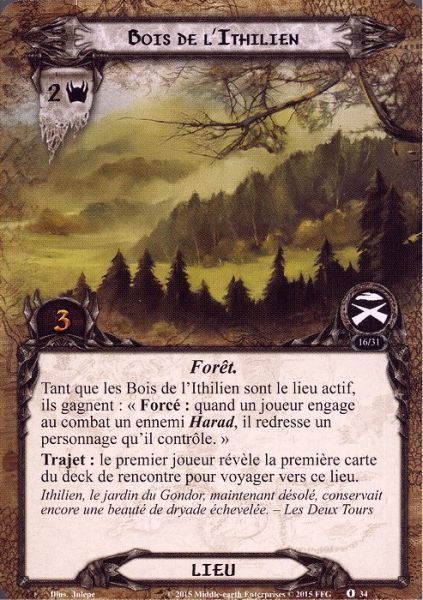 Bois de l'Ithilien
2
3
16/31
Forêt.
Tant que les Bois de l'Ithilien sont le lieu actif,
ils gagnent : « Forcé : quand un joueur engage
au combat un ennemi Harad, il redresse un
personnage qu'il contrôle. »
Trajet : le premier joueur révèle la première carte
du deck de rencontre pour voyager vers ce lieu.
Ithilien, le jardin du Gondor, maintenant désolé, conservait
encore une beauté de dryade échevelée. – Les Deux Tours
LIEU
Illus. Julepe © 2015 Middle-earth Enterprises © 2015 FFG 34